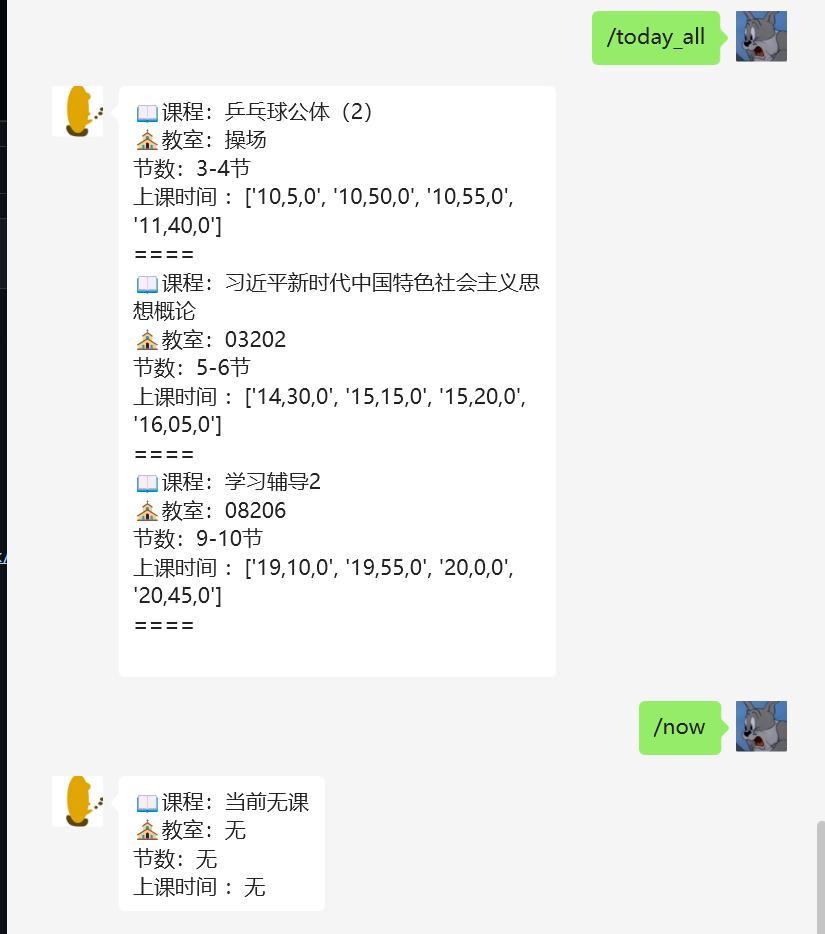 /today_all
📖课程：乒乓球公体（2）
教室：操场
节数：3-4节
上课时间 ： ['10,5,0', '10,50,0', '10,55,0',
'11,40,0']
====
📖课程：习近平新时代中国特色社会主义思
想概论
教室：03202
节数：5-6节
上课时间 ： ['14,30,0', '15,15,0', '15,20,0',
'16,05,0']
====
📖课程：学习辅导2
教室：08206
节数：9-10节
上课时间 ： ['19,10,0', '19,55,0', '20,0,0',
'20,45,0']
====
/now
📖课程：当前无课
教室：无
节数：无
上课时间 ： 无